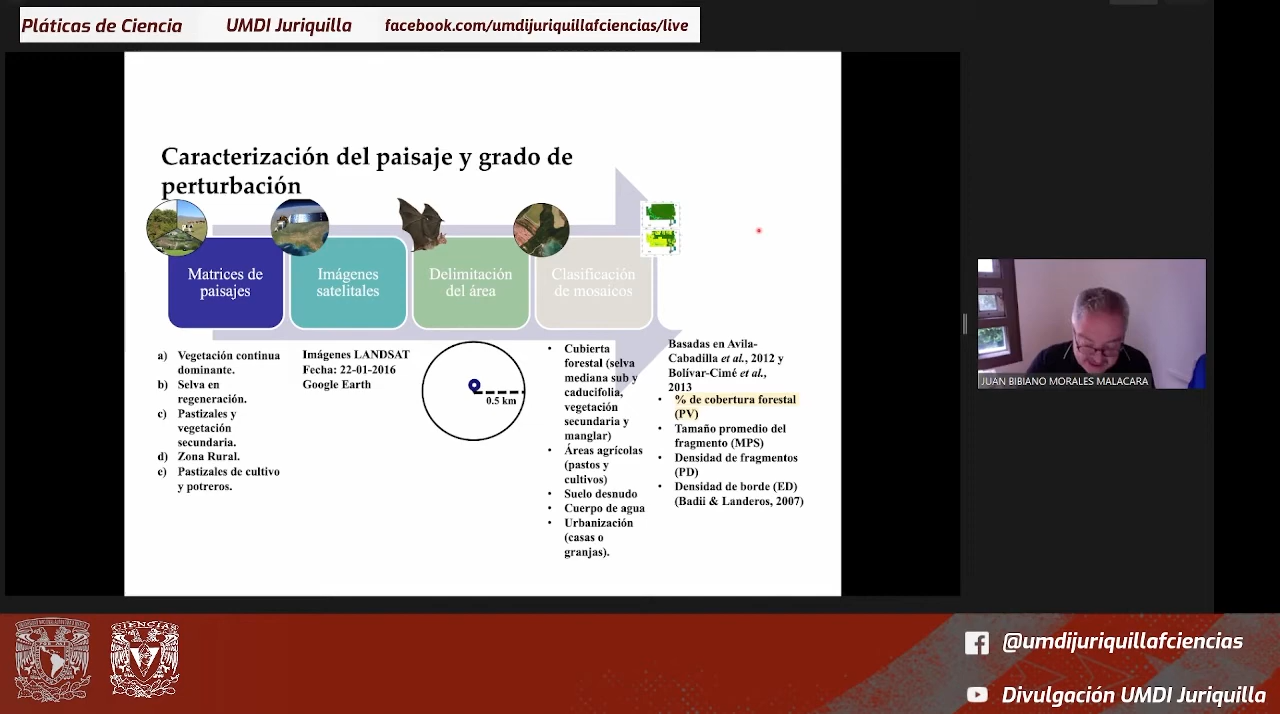 Pláticas de Ciencia
UMDI Juriquilla
facebook.com/umdijuriquillafciencias/live
Caracterización del paisaje y grado de
perturbación
Matrices de
paisajes
Imágenes
satelitales
Delimitación
del área
Clasificación
de mosaicos
a) Vegetación continua
dominante.
b) Selva en
regeneración.
c) Pastizales y
vegetación
secundaria.
d) Zona Rural.
e) Pastizales de cultivo
y potreros.
Imágenes LANDSAT
Fecha: 22-01-2016
Google Earth
0.5 km
• Cubierta
forestal (selva
mediana sub y
caducifolia,
vegetación
secundaria y
manglar)
• Áreas agrícolas
(pastos y
cultivos)
• Suelo desnudo
• Cuerpo de agua
• Urbanización
(casas o
granjas).
Basadas en Avila-
Cabadilla et al., 2012 y
Bolívar-Cimé et al.,
2013
• % de cobertura forestal
(PV)
• Tamaño promedio del
fragmento (MPS)
• Densidad de fragmentos
(PD)
• Densidad de borde (ED)
(Badii & Landeros, 2007)
JUAN BIBIANO MORALES MALACARA
@umdijuriquillafciencias
Divulgación UMDI Juriquilla